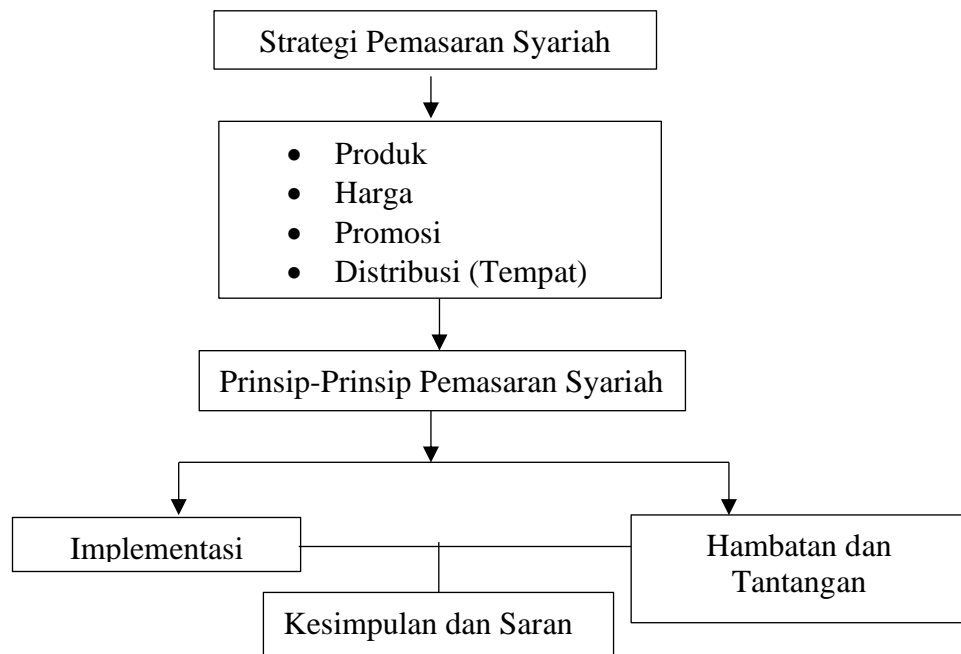 Strategi Pemasaran Syariah
• Produk
• Harga
• Promosi
• Distribusi (Tempat)
Prinsip-Prinsip Pemasaran Syariah
Implementasi
Hambatan dan
Tantangan
Kesimpulan dan Saran